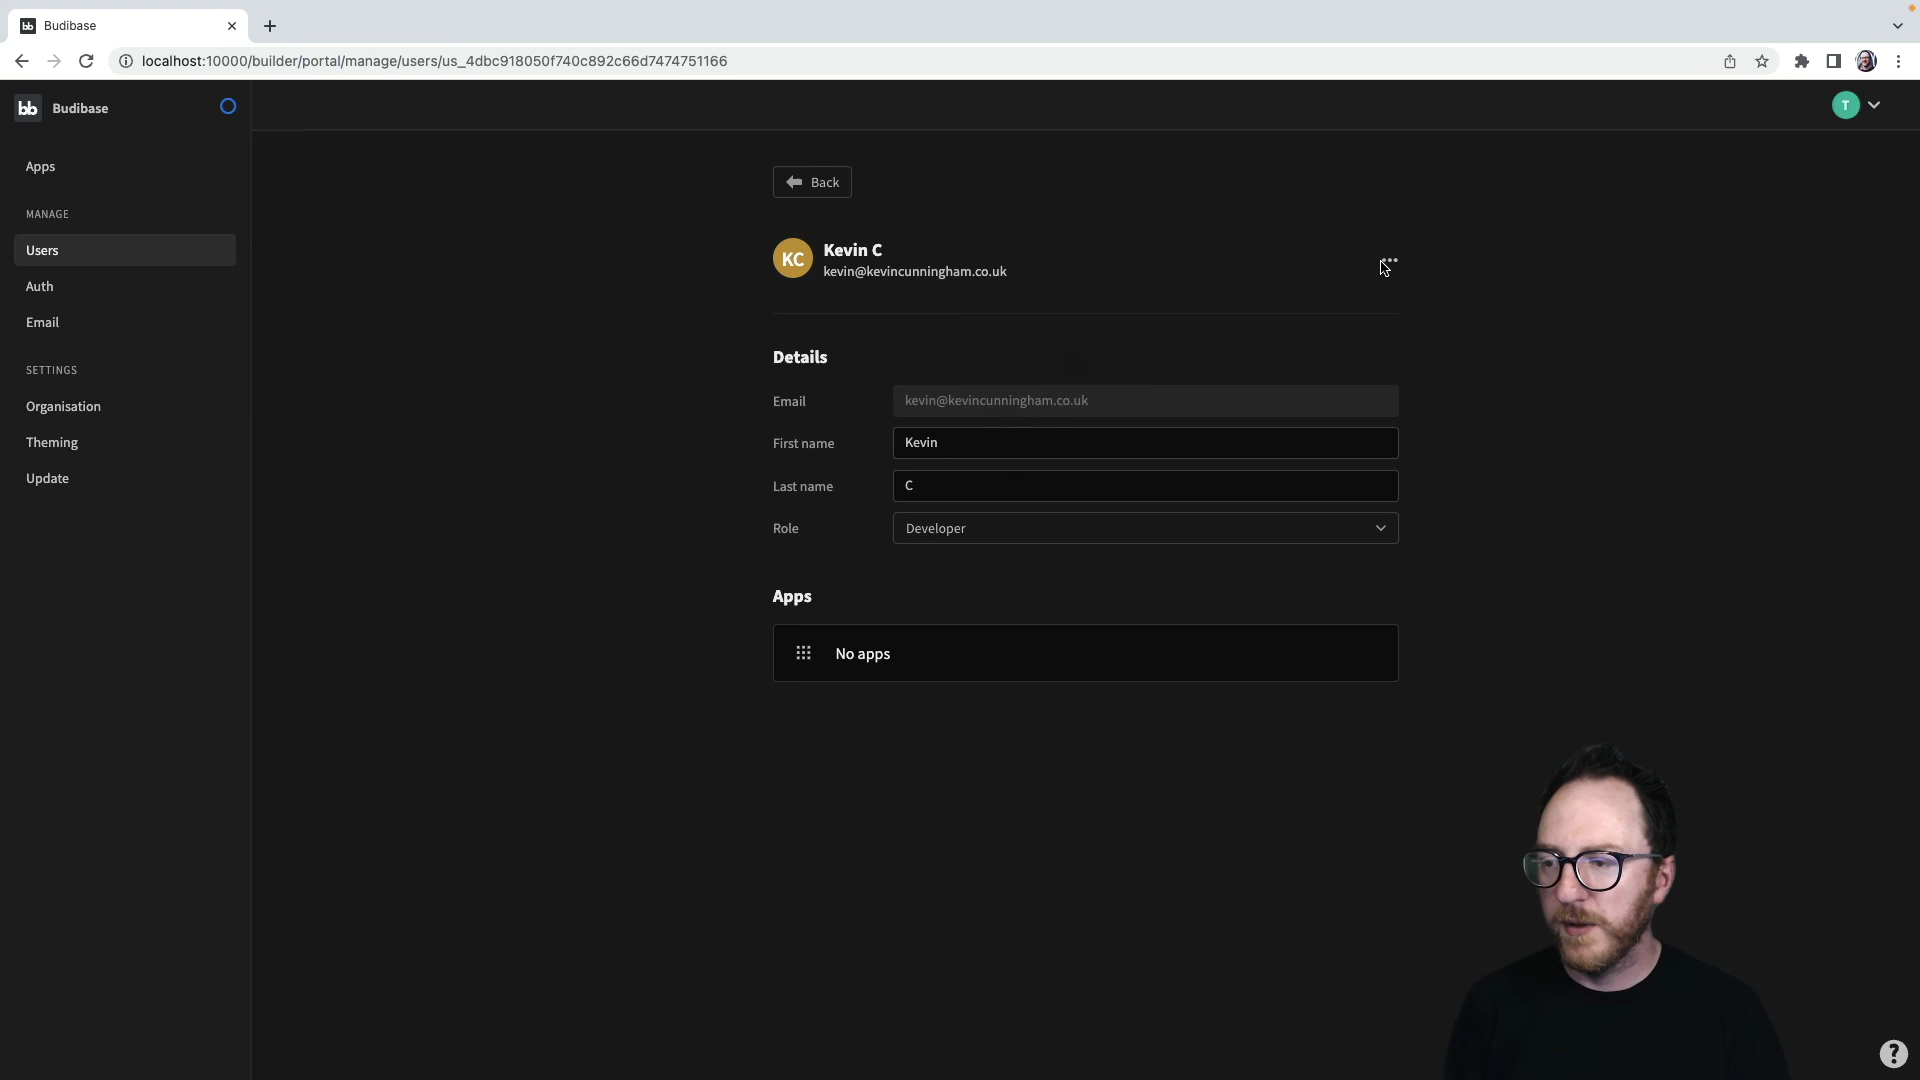 bb Budibase
localhost:10000/builder/portal/manage/users/us_4dbc918050f740c892c66d7474751166
bb Budibase
T
Apps
MANAGE
Users
Auth
Email
SETTINGS
Organisation
Theming
Update
Back
KC
Kevin C
kevin@kevincunningham.co.uk
Details
Email kevin@kevincunningham.co.uk
First name Kevin
Last name C
Role Developer
Apps
No apps
?